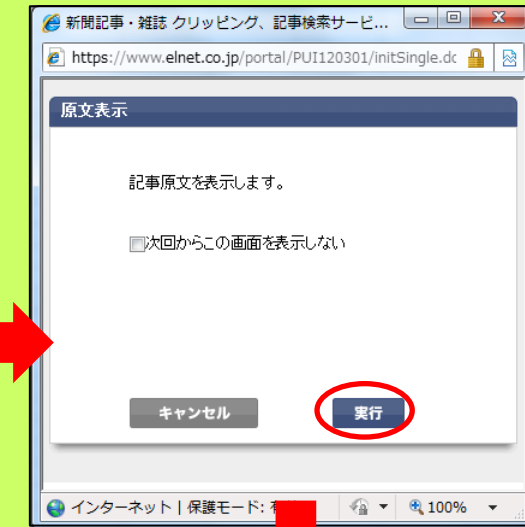 新聞記事・雑誌 クリッピング、記事検索サービ...
https://www.elnet.co.jp/portal/PUI120301/initSingle.dc
原文表示
記事原文を表示します。
次回からこの画面を表示しない
キャンセル 実行
インターネット | 保護モード: 100%